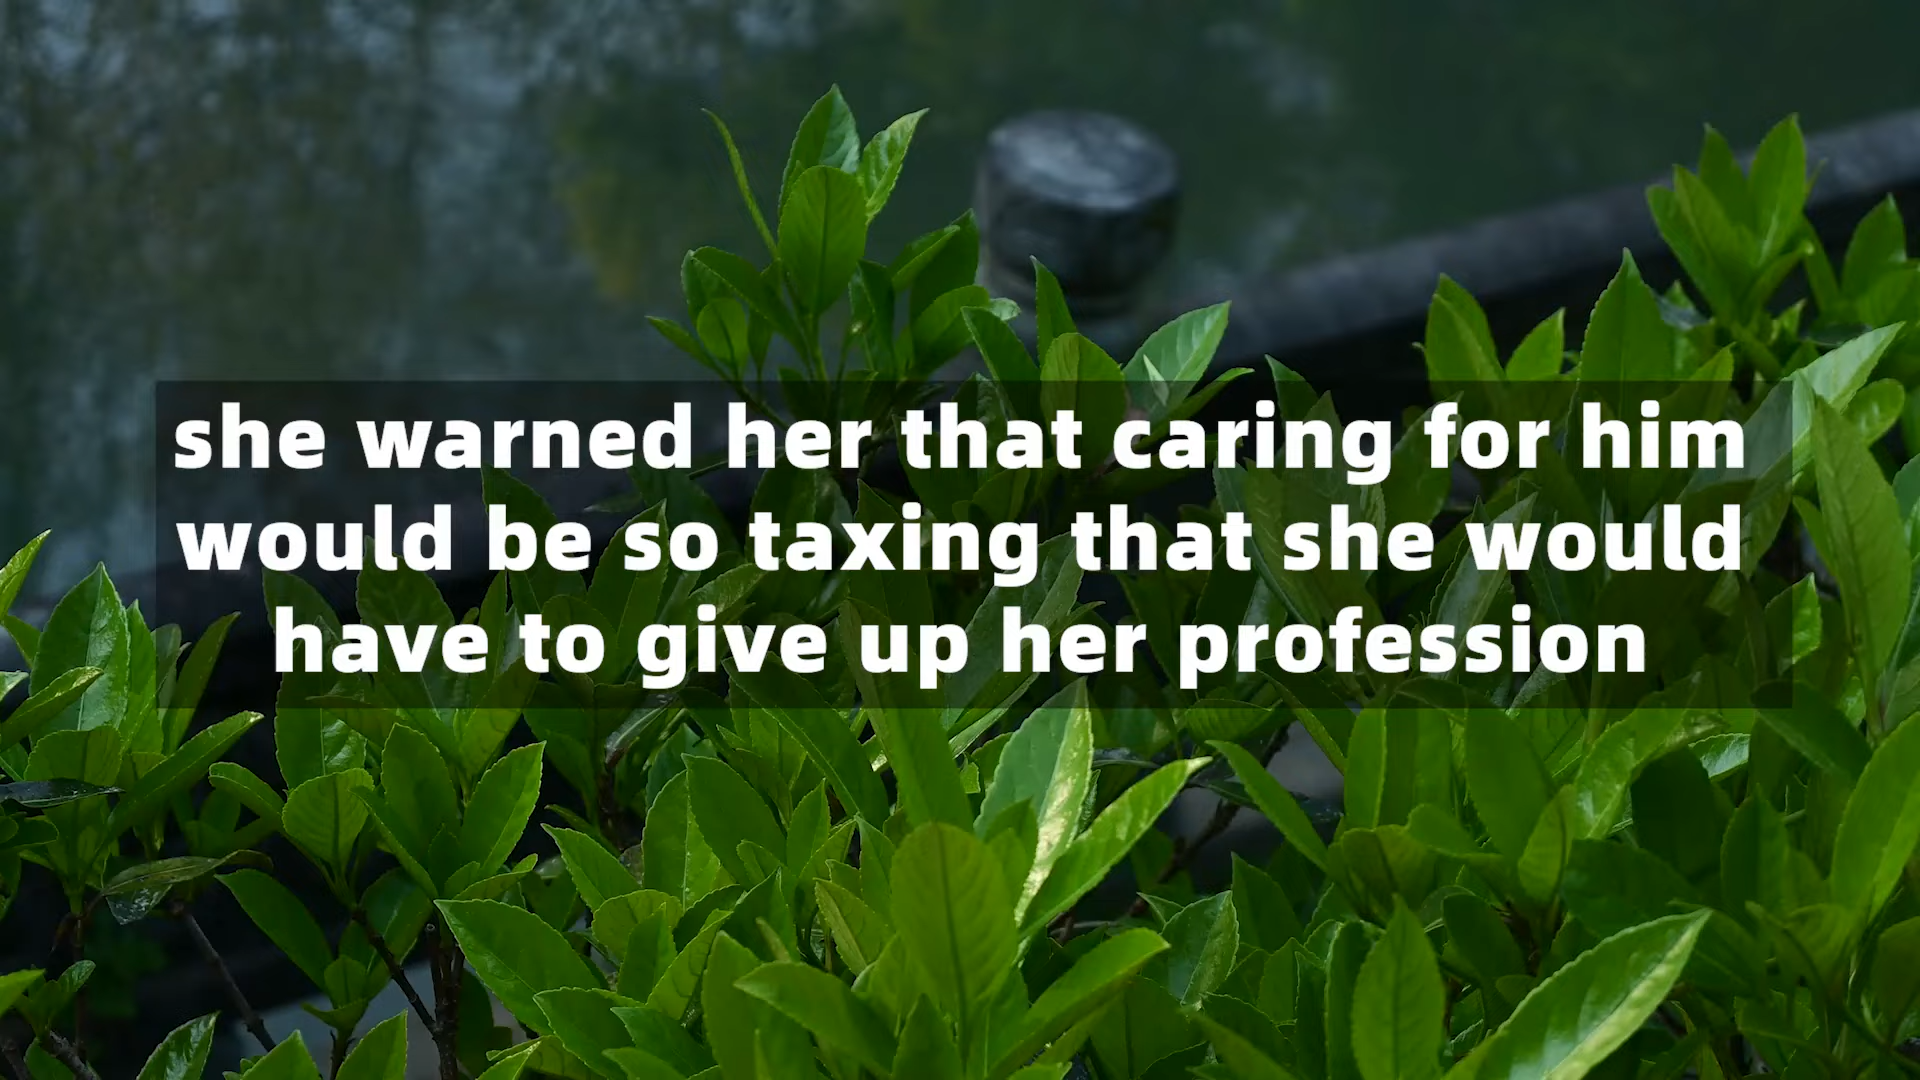 she warned her that caring for him
would be so taxing that she would
have to give up her profession